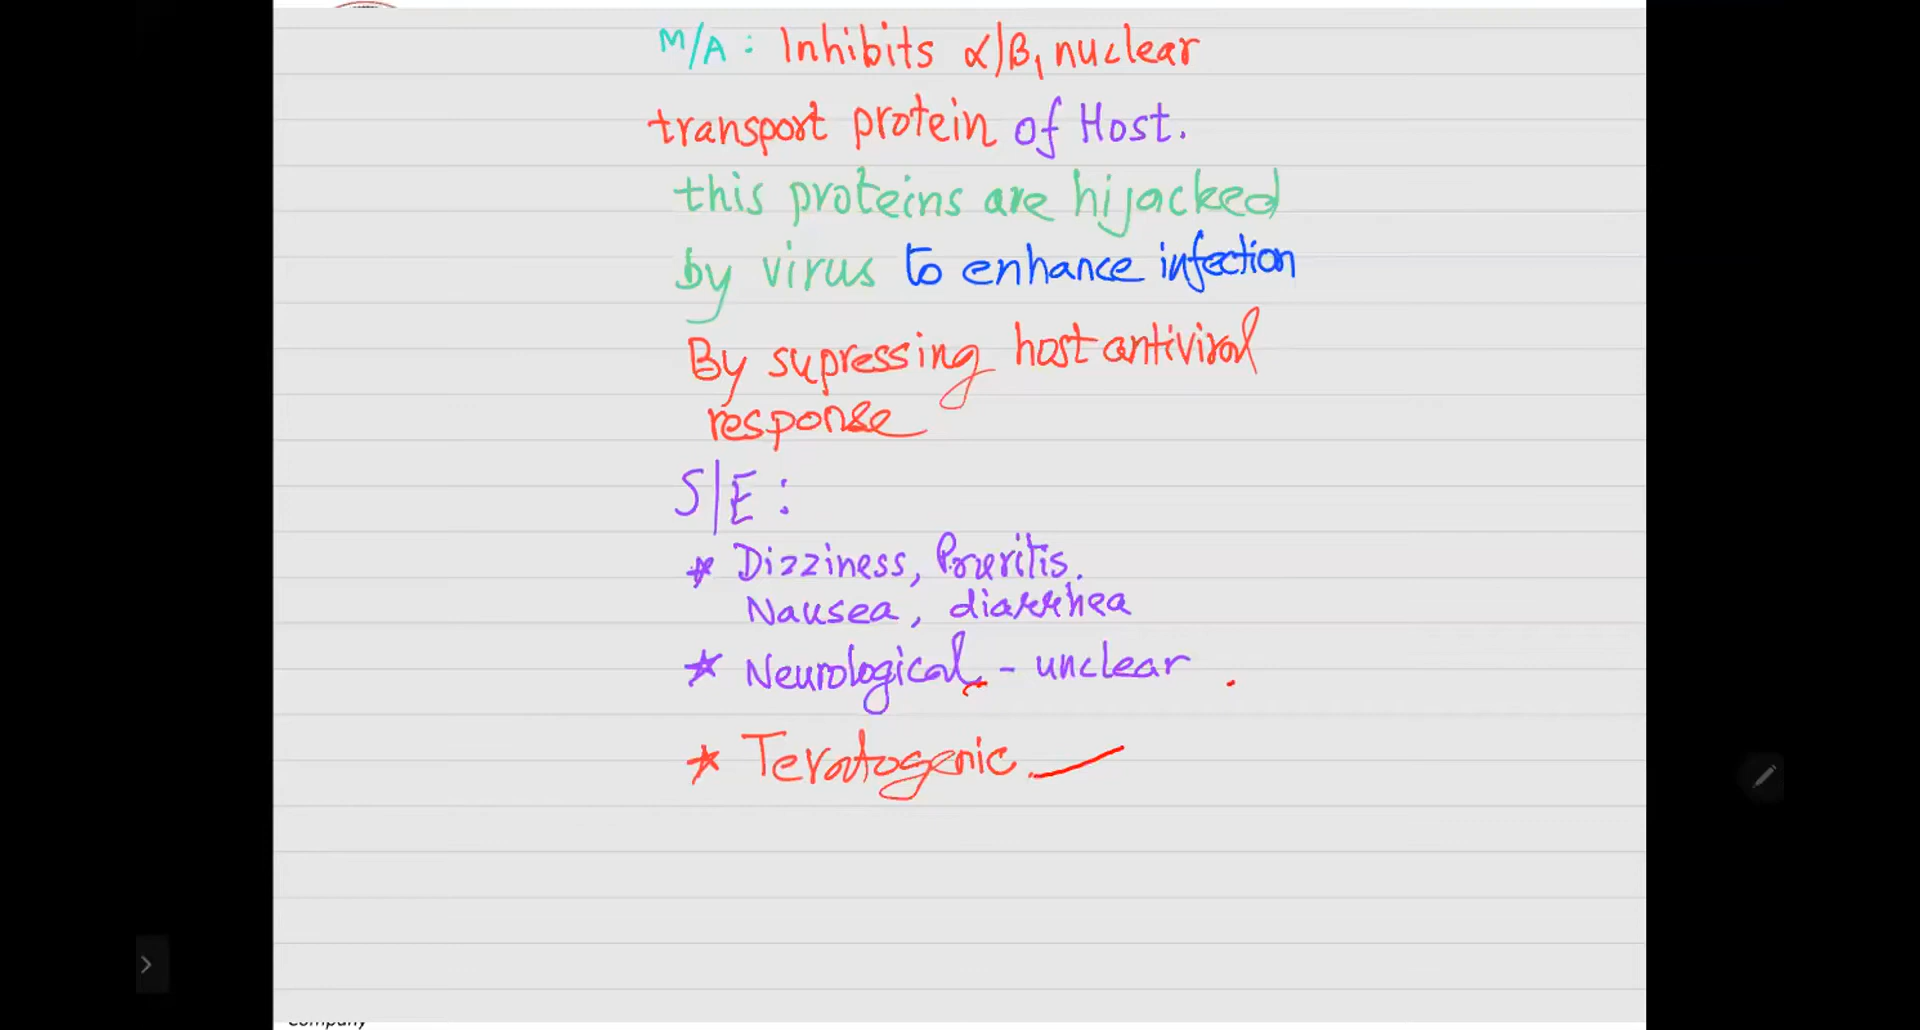 M/A : Inhibits α/β1 nuclear
transport protein of Host.
this proteins are hijacked
by virus to enhance infection
By supressing host antiviral
response
S/E :
* Dizziness, Pruritis.
Nausea, diarrhea
* Neurological - unclear
* Teratogenic
company